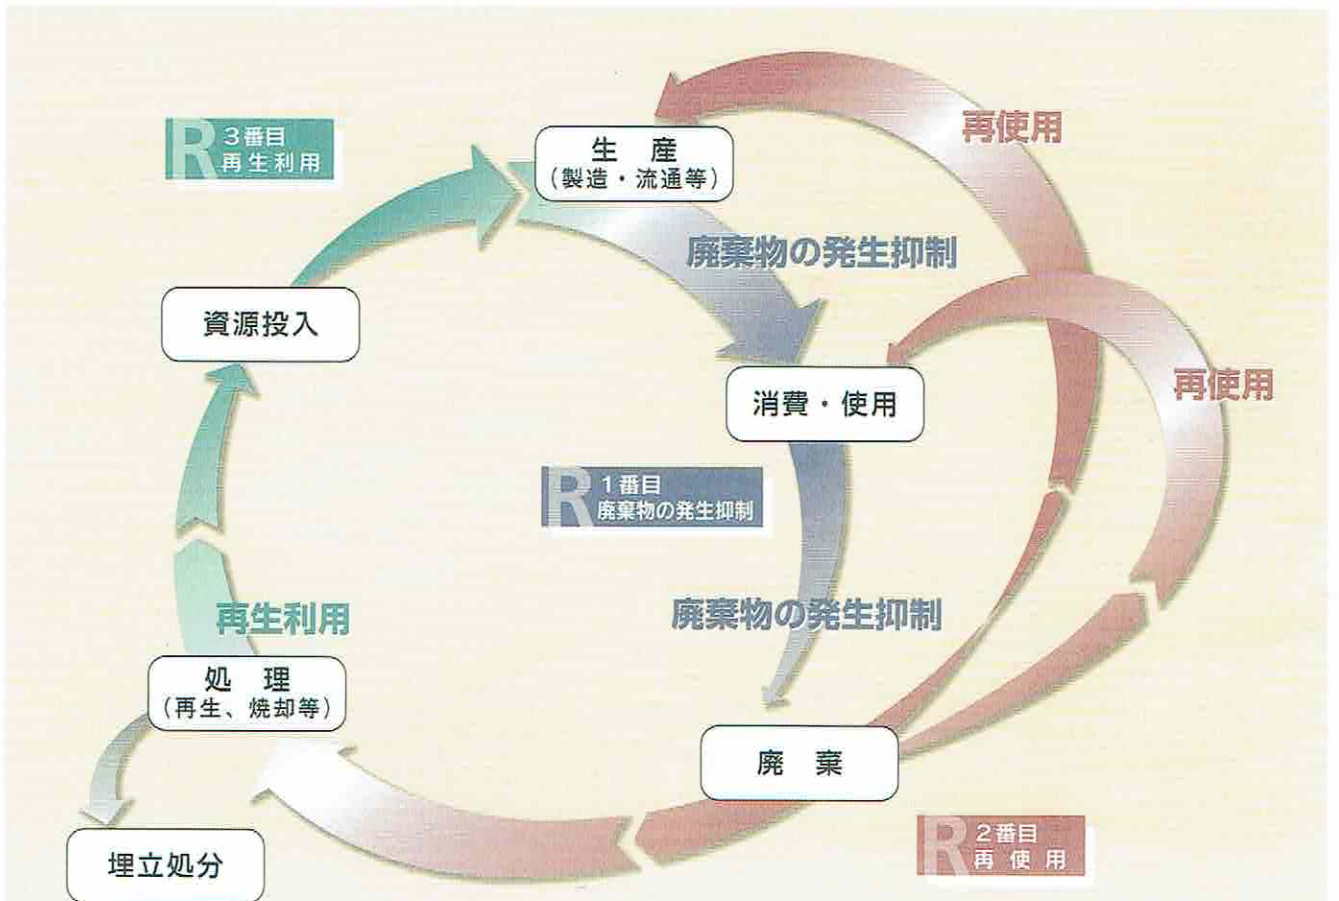 R 3番目
再生利用
生　産
(製造・流通等)
再使用
廃棄物の発生抑制
資源投入
消費・使用
再使用
R 1番目
廃棄物の発生抑制
再生利用
廃棄物の発生抑制
処　理
(再生、焼却等)
廃　棄
R 2番目
再 使 用
埋立処分